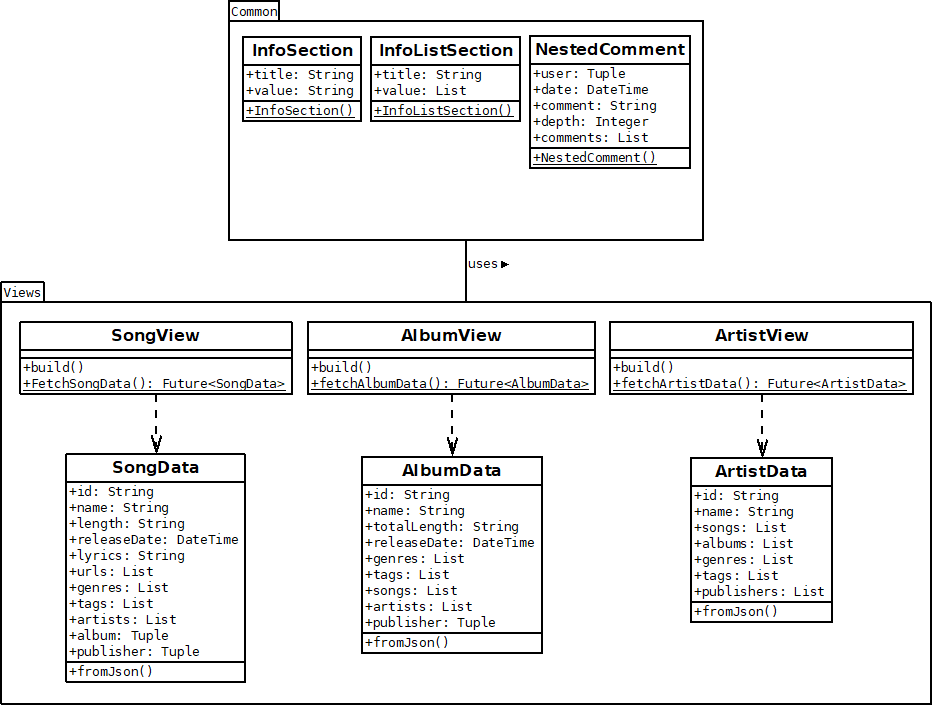 Common
InfoSection
+title: String
+value: String
+InfoSection()
InfoListSection
+title: String
+value: List
+InfoListSection()
NestedComment
+user: Tuple
+date: DateTime
+comment: String
+depth: Integer
+comments: List
+NestedComment()
uses
Views
SongView
+build()
+FetchSongData(): Future<SongData>
AlbumView
+build()
+fetchAlbumData(): Future<AlbumData>
ArtistView
+build()
+fetchArtistData(): Future<ArtistData>
SongData
+id: String
+name: String
+length: String
+releaseDate: DateTime
+lyrics: String
+urls: List
+genres: List
+tags: List
+artists: List
+album: Tuple
+publisher: Tuple
+fromJson()
AlbumData
+id: String
+name: String
+totalLength: String
+releaseDate: DateTime
+genres: List
+tags: List
+songs: List
+artists: List
+publisher: Tuple
+fromJson()
ArtistData
+id: String
+name: String
+songs: List
+albums: List
+genres: List
+tags: List
+publishers: List
+fromJson()